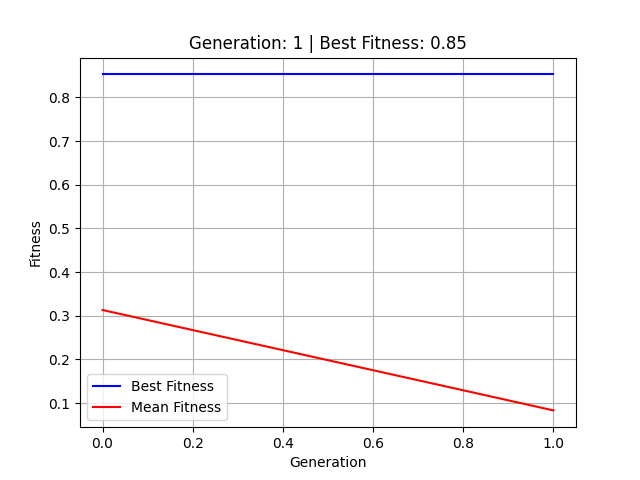 Generation: 1 | Best Fitness: 0.85
Fitness
0.8
0.7
0.6
0.5
0.4
0.3
0.2
0.1
Best Fitness
Mean Fitness
0.0 0.2 0.4 0.6 0.8 1.0
Generation